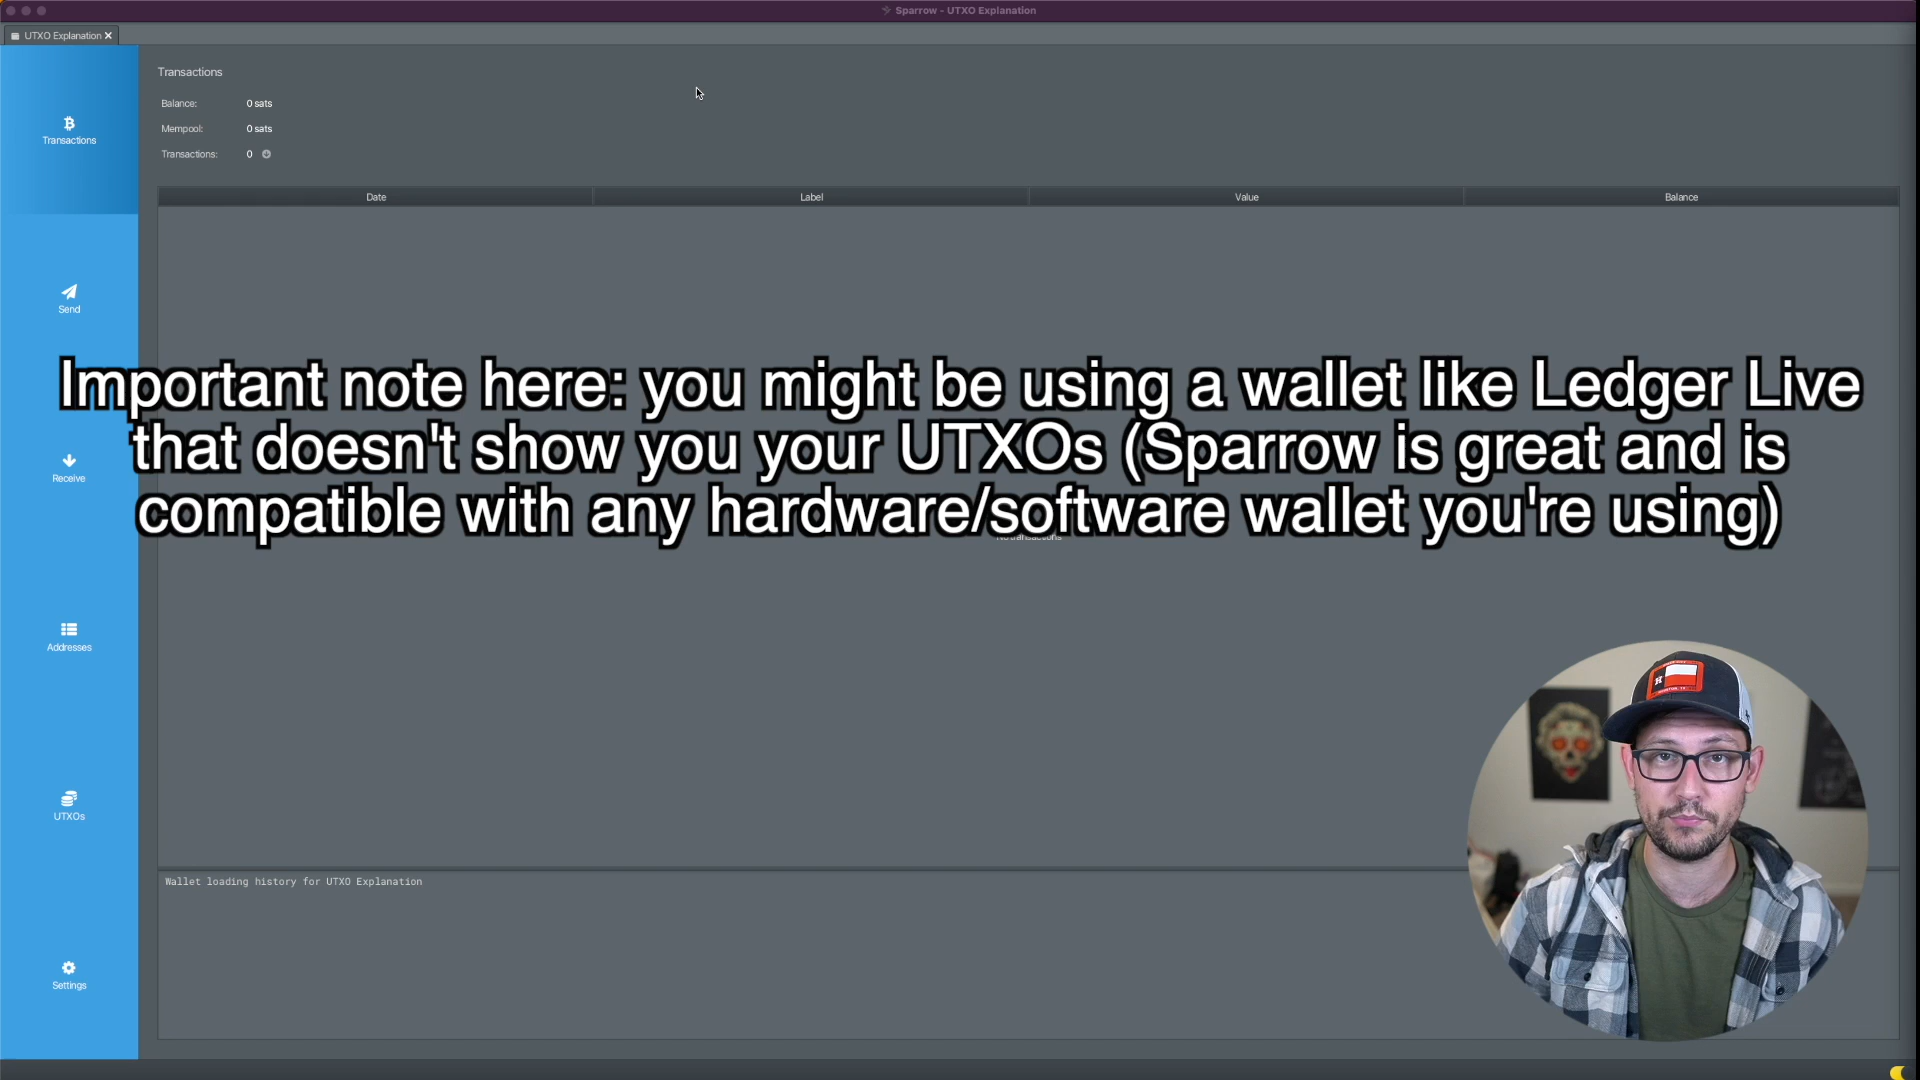 Sparrow - UTXO Explanation
UTXO Explanation
Transactions
Balance: 0 sats
Mempool: 0 sats
Transactions: 0
Date Label Value Balance
Transactions
Send
Receive
Addresses
UTXOs
Settings
Important note here: you might be using a wallet like Ledger Live
that doesn't show you your UTXOs (Sparrow is great and is
compatible with any hardware/software wallet you're using)
No transactions
Wallet loading history for UTXO Explanation